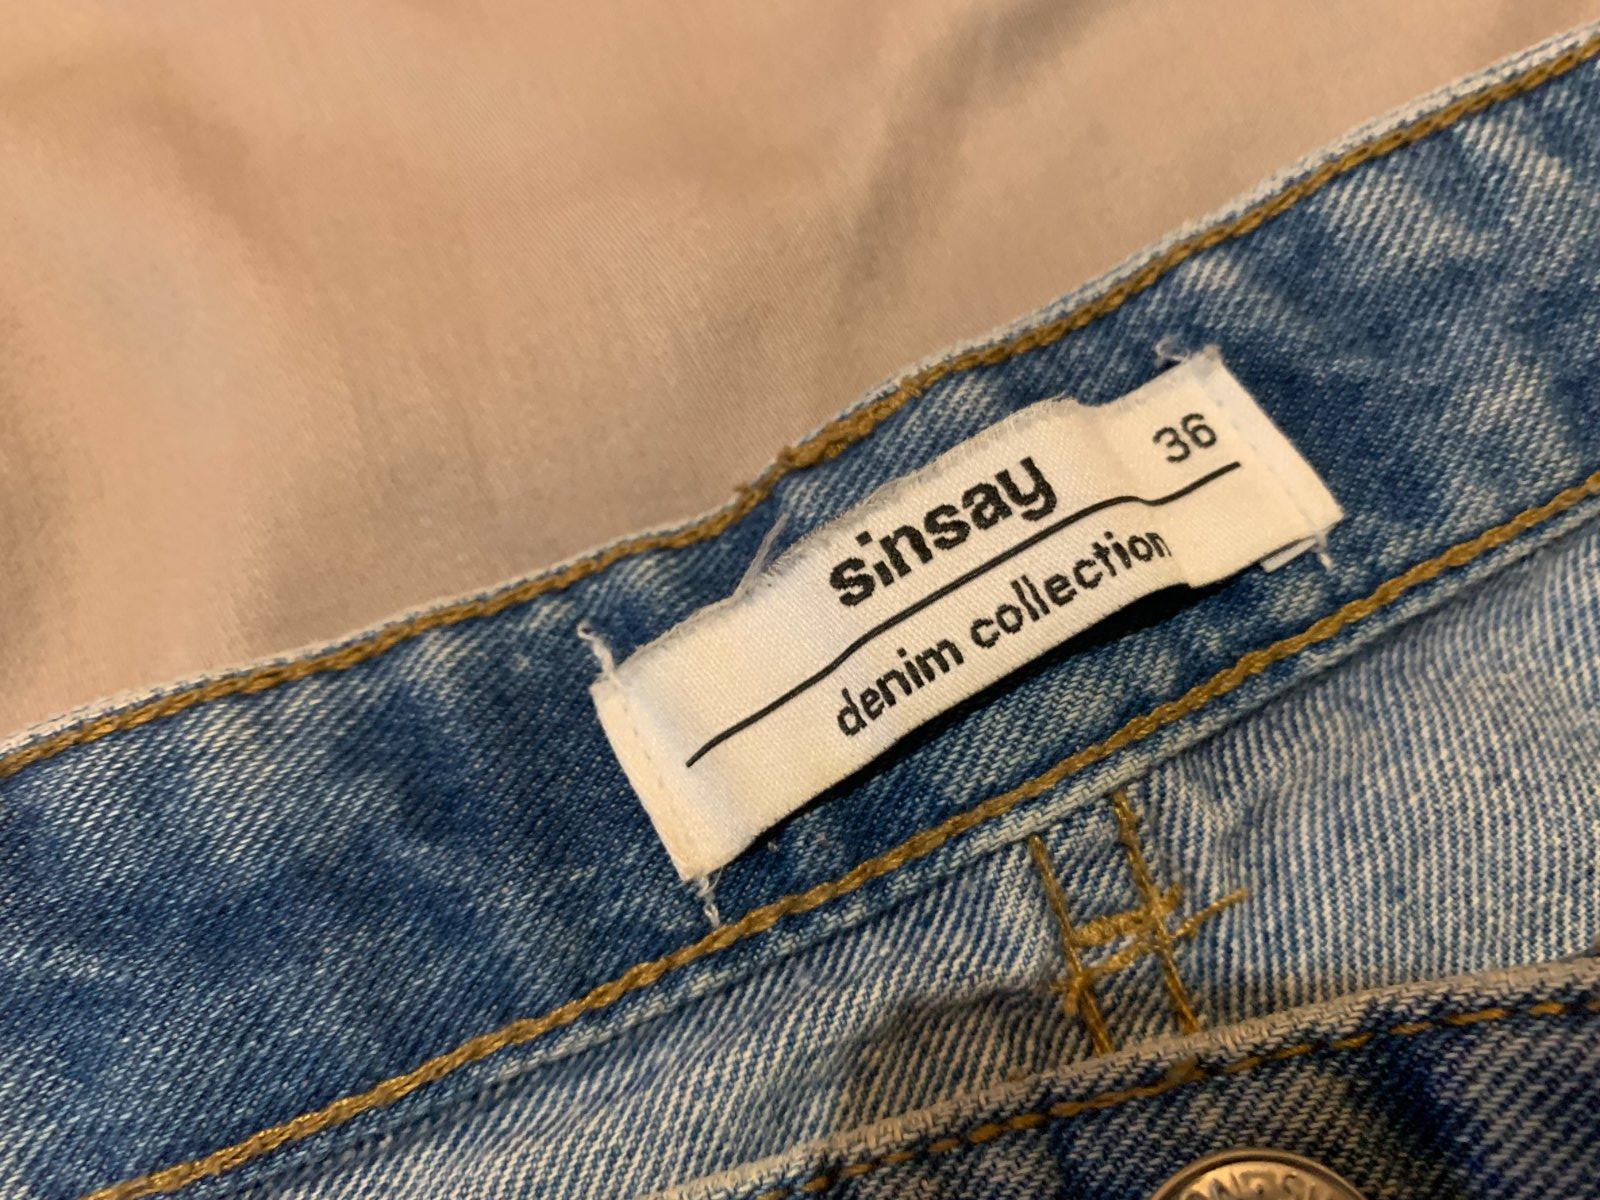 sinsay
36
denim collection